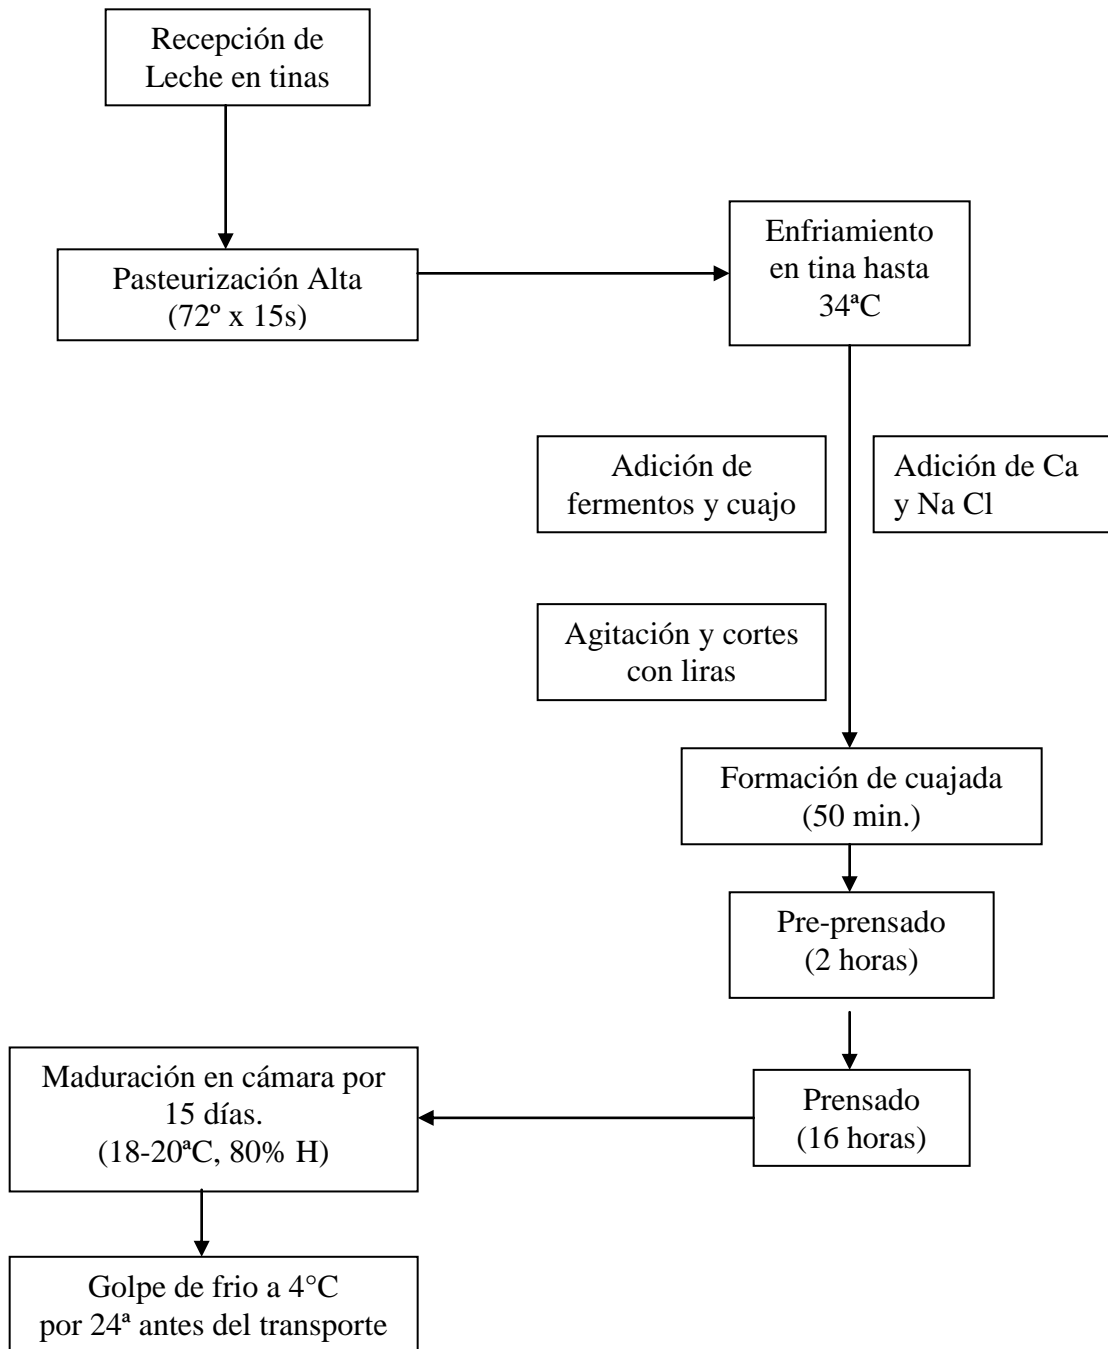 Recepción de
Leche en tinas
Pasteurización Alta
(72º x 15s)
Enfriamiento
en tina hasta
34ªC
Adición de
fermentos y cuajo
Adición de Ca
y Na Cl
Agitación y cortes
con liras
Formación de cuajada
(50 min.)
Pre-prensado
(2 horas)
Prensado
(16 horas)
Maduración en cámara por
15 días.
(18-20ªC, 80% H)
Golpe de frio a 4°C
por 24ª antes del transporte